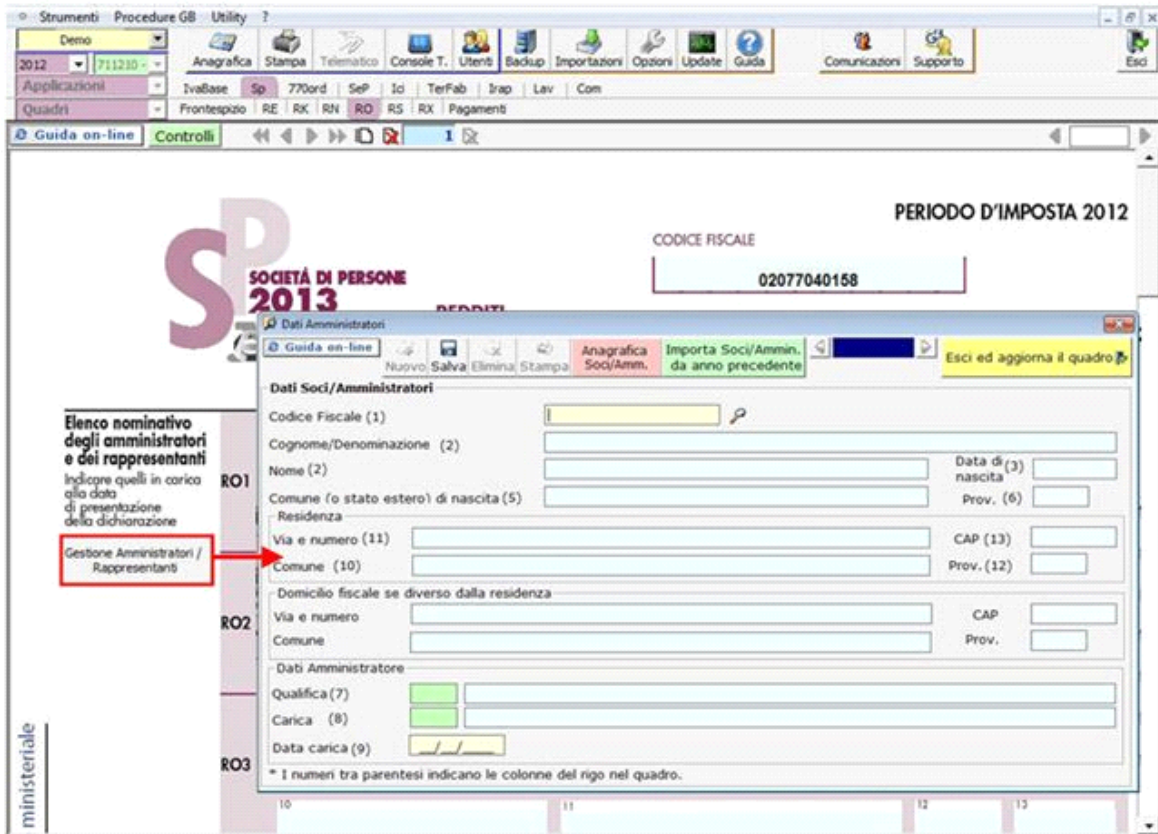 Strumenti Procedure GB Utility ?
Demo
2012 711210 -
Anagrafica Stampa Telematico Console T. Utenti Backup Importazioni Opzioni Update Guida Comunicazioni Supporto Esci
Applicazioni IvaBase Sp 770ord SeP Ici TerFab Irap Lav Com
Quadri Frontespizio RE RK RN RO RS RX Pagamenti
Guida on-line Controlli 1
PERIODO D'IMPOSTA 2012
CODICE FISCALE
02077040158
SP
SOCIETÁ DI PERSONE
2013
REDDITI
Dati Amministratori
Guida on-line Nuovo Salva Elimina Stampa
Anagrafica Soci/Amm.
Importa Soci/Ammin.
da anno precedente
Esci ed aggiorna il quadro
Dati Soci/Amministratori
Codice Fiscale (1)
Cognome/Denominazione (2)
Nome (2) Data di nascita (3)
Comune (o stato estero) di nascita (5) Prov. (6)
Residenza
Via e numero (11) CAP (13)
Comune (10) Prov. (12)
Domicilio fiscale se diverso dalla residenza
Via e numero CAP
Comune Prov.
Dati Amministratore
Qualifica (7)
Carica (8)
Data carica (9) __/__/____
* I numeri tra parentesi indicano le colonne del rigo nel quadro.
Elenco nominativo
degli amministratori
e dei rappresentanti
Indicare quelli in carica
alla data
di presentazione
della dichiarazione
Gestione Amministratori /
Rappresentanti
RO1
RO2
RO3
ministeriale
10 11 12 13